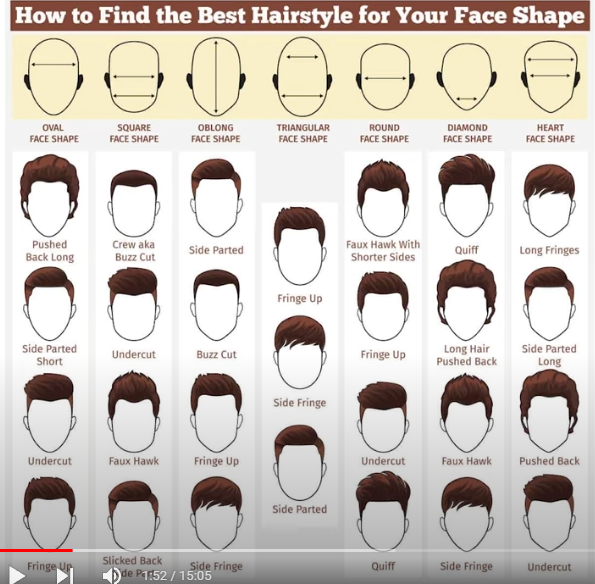 How to Find the Best Hairstyle for Your Face Shape
OVAL
FACE SHAPE
SQUARE
FACE SHAPE
OBLONG
FACE SHAPE
TRIANGULAR
FACE SHAPE
ROUND
FACE SHAPE
DIAMOND
FACE SHAPE
HEART
FACE SHAPE
Pushed
Back Long
Crew aka
Buzz Cut
Side Parted
Fringe Up
Faux Hawk With
Shorter Sides
Quiff
Long Fringes
Side Parted
Short
Undercut
Buzz Cut
Side Fringe
Fringe Up
Long Hair
Pushed Back
Side Parted
Long
Undercut
Faux Hawk
Fringe Up
Side Parted
Undercut
Faux Hawk
Pushed Back
Fringe Up
Slicked Back
Side Fringe
Quiff
Side Fringe
Undercut
1:52 / 15:05